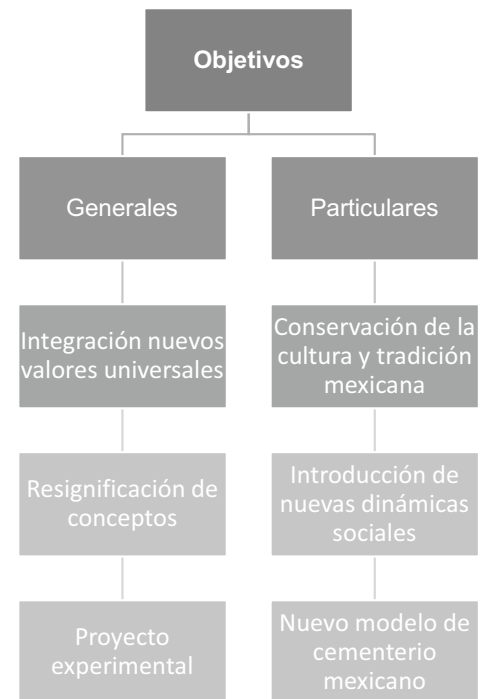 Objetivos
Generales
Integración nuevos
valores universales
Resignificación de
conceptos
Proyecto
experimental
Particulares
Conservación de la
cultura y tradición
mexicana
Introducción de
nuevas dinámicas
sociales
Nuevo modelo de
cementerio
mexicano